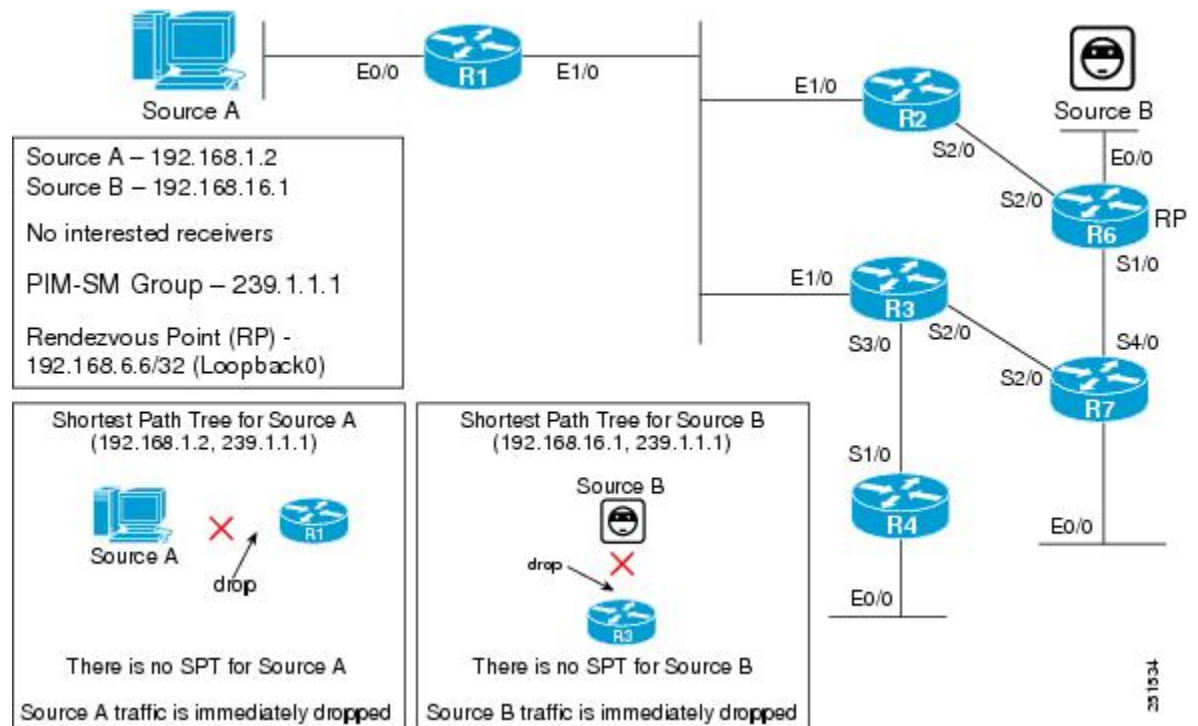 Source A
E0/0
R1
E1/0
E1/0
R2
S2/0
Source B
E0/0
S2/0
R6
RP
S1/0
E1/0
R3
S3/0
S2/0
S4/0
S2/0
R7
S1/0
R4
E0/0
E0/0
Source A – 192.168.1.2
Source B – 192.168.16.1
No interested receivers
PIM-SM Group – 239.1.1.1
Rendezvous Point (RP) -
192.168.6.6/32 (Loopback0)
Shortest Path Tree for Source A
(192.168.1.2, 239.1.1.1)
Source A
R1
drop
There is no SPT for Source A
Source A traffic is immediately dropped
Shortest Path Tree for Source B
(192.168.16.1, 239.1.1.1)
Source B
drop
R3
There is no SPT for Source B
Source B traffic is immediately dropped
251534